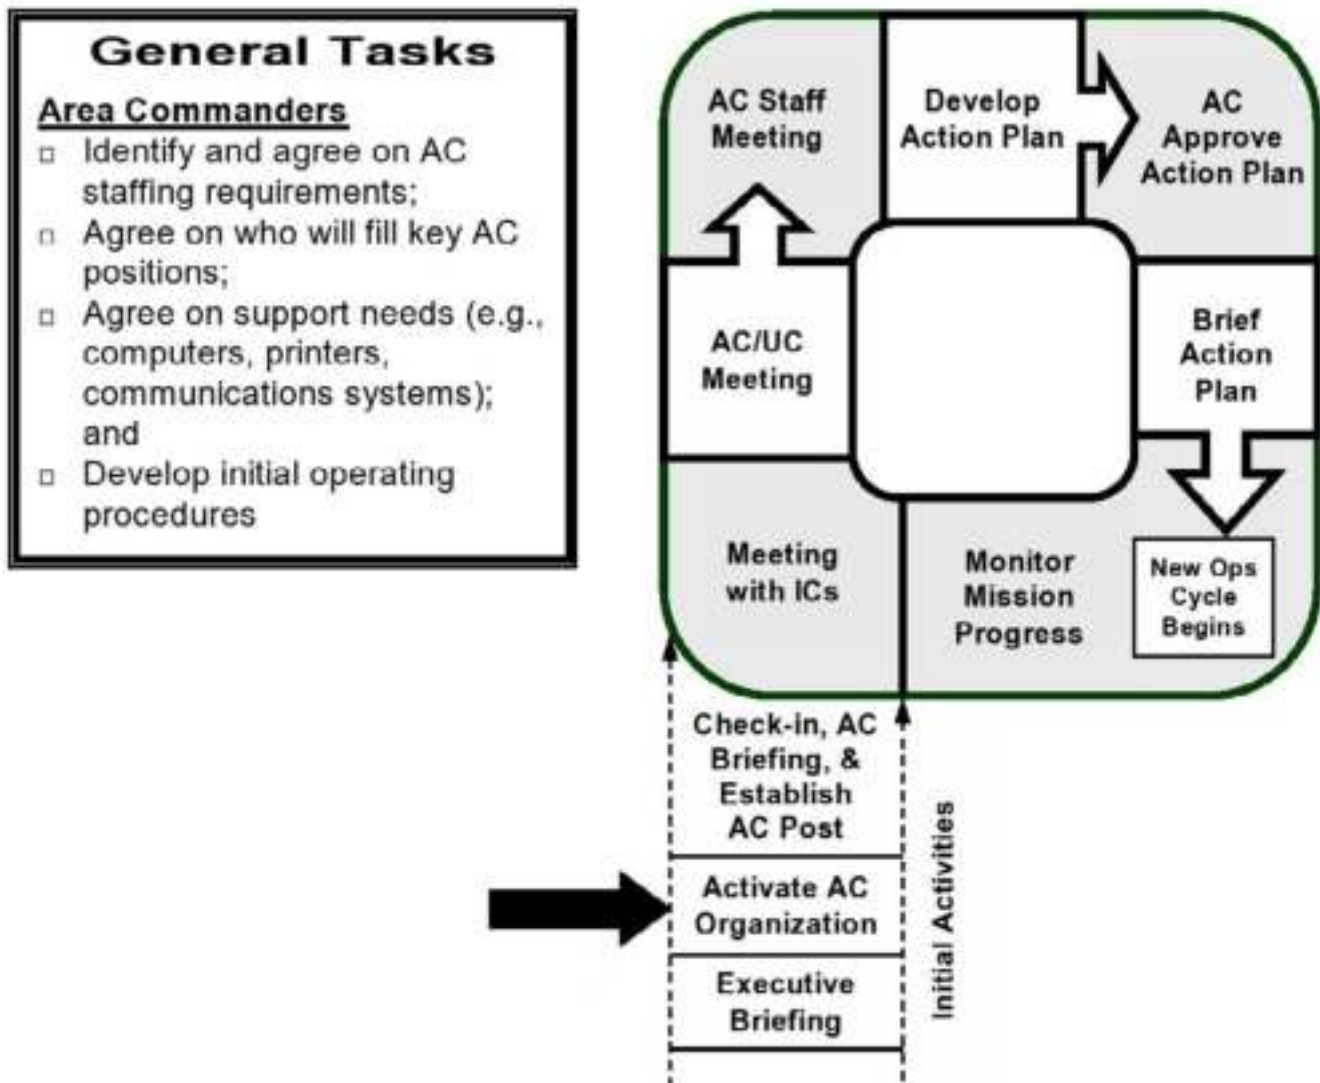 General Tasks
Area Commanders
□ Identify and agree on AC
staffing requirements;
□ Agree on who will fill key AC
positions;
□ Agree on support needs (e.g.,
computers, printers,
communications systems);
and
□ Develop initial operating
procedures
AC Staff
Meeting
Develop
Action Plan
AC
Approve
Action Plan
AC/UC
Meeting
Brief
Action
Plan
Meeting
with ICs
Monitor
Mission
Progress
New Ops
Cycle
Begins
Check-in, AC
Briefing, &
Establish
AC Post
Activate AC
Organization
Executive
Briefing
Initial Activities